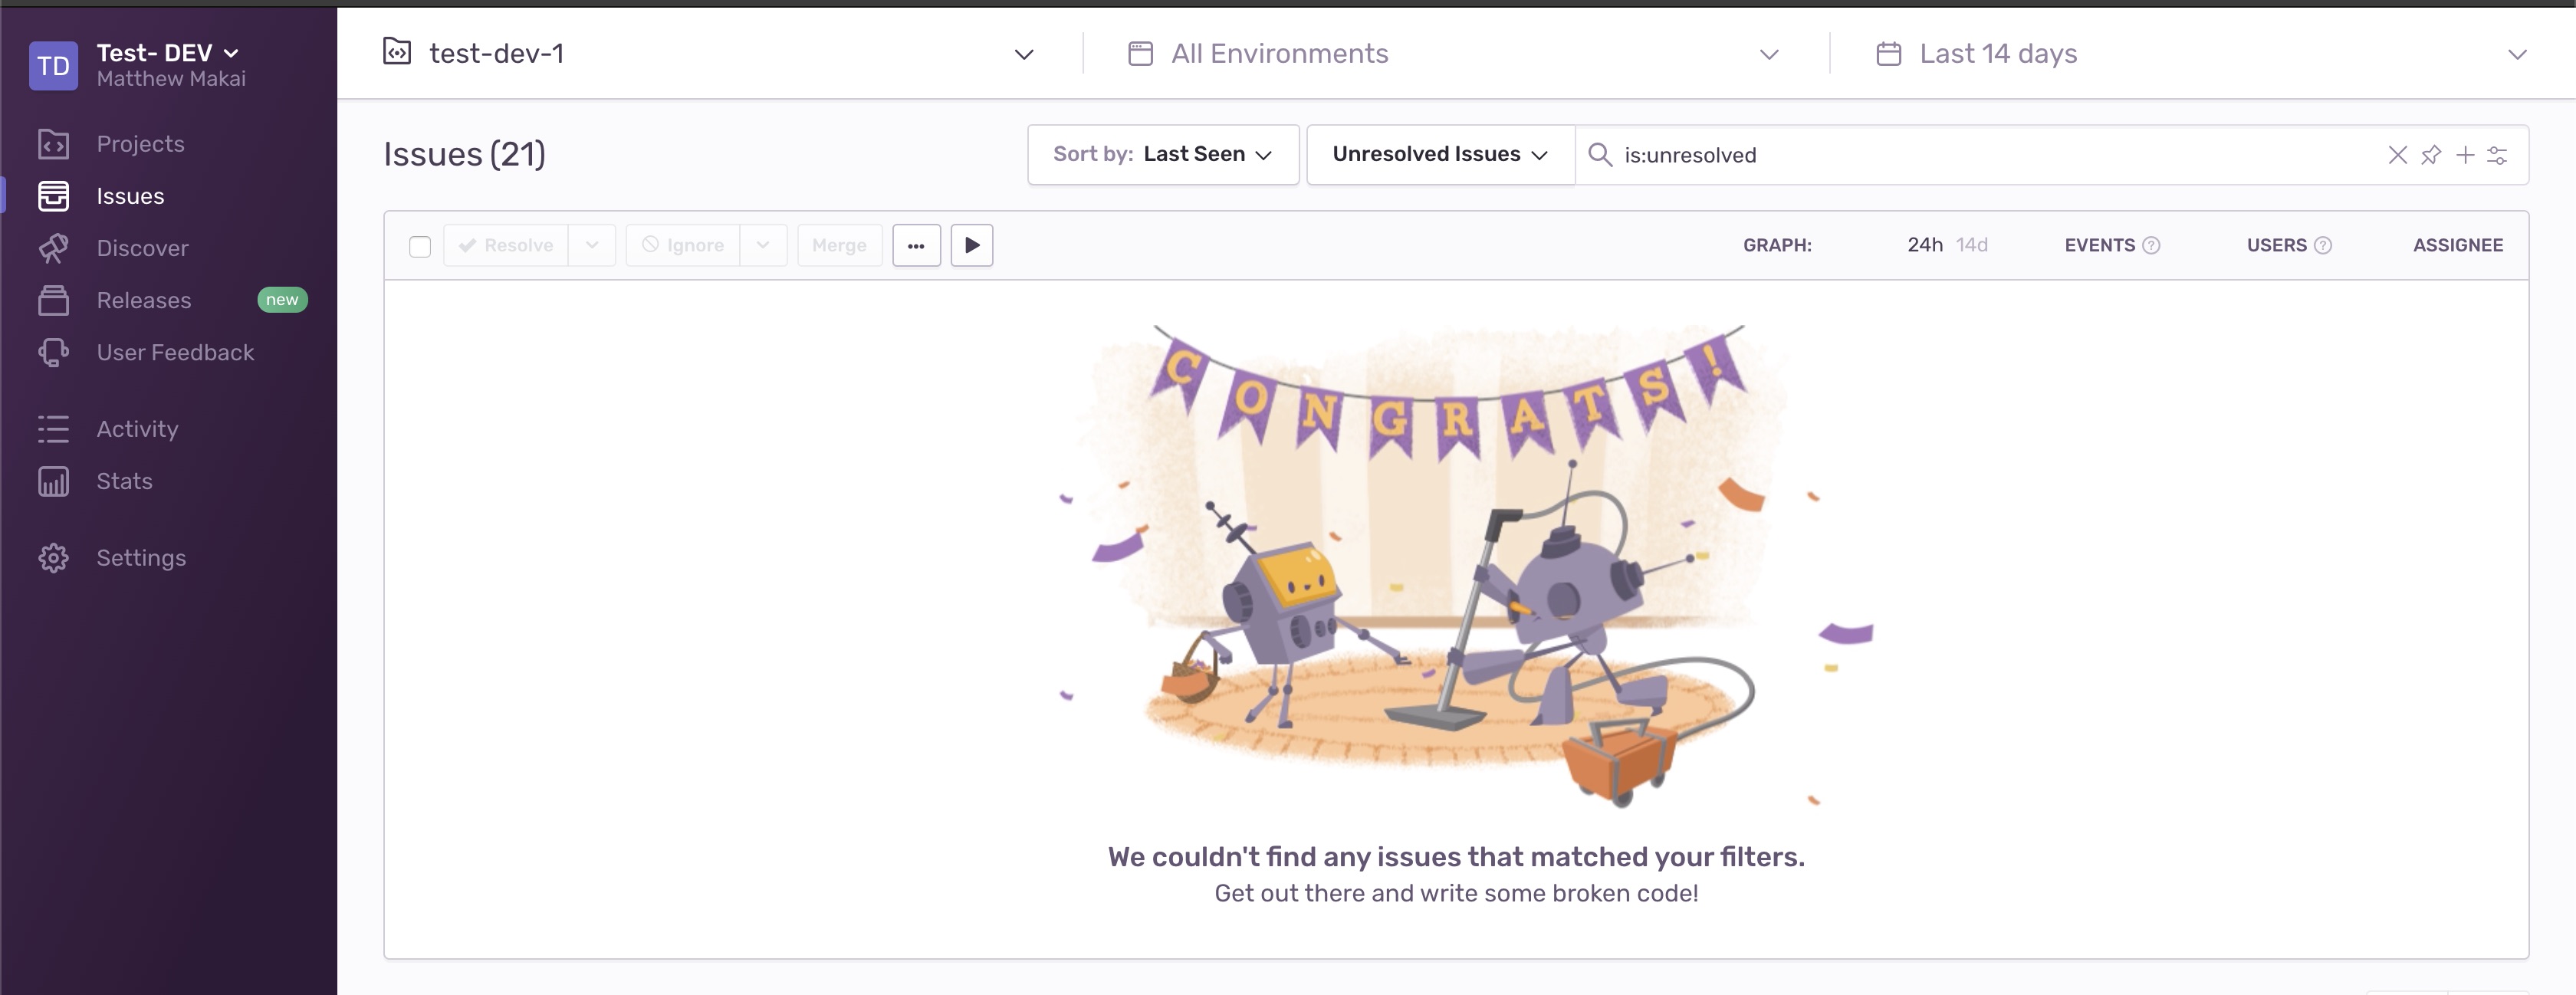 TD
Test- DEV
Matthew Makai
Projects
Issues
Discover
Releases new
User Feedback
Activity
Stats
Settings
test-dev-1
All Environments
Last 14 days
Issues (21)
Sort by: Last Seen
Unresolved Issues
is:unresolved
Resolve
Ignore
Merge
GRAPH:
24h 14d
EVENTS ?
USERS ?
ASSIGNEE
CONGRATS!
We couldn't find any issues that matched your filters.
Get out there and write some broken code!